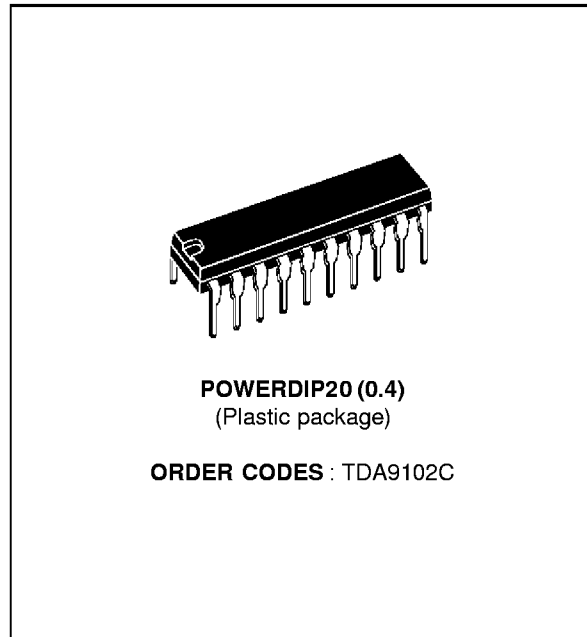 POWERDIP20 (0.4)
(Plastic package)
ORDER CODES : TDA9102C